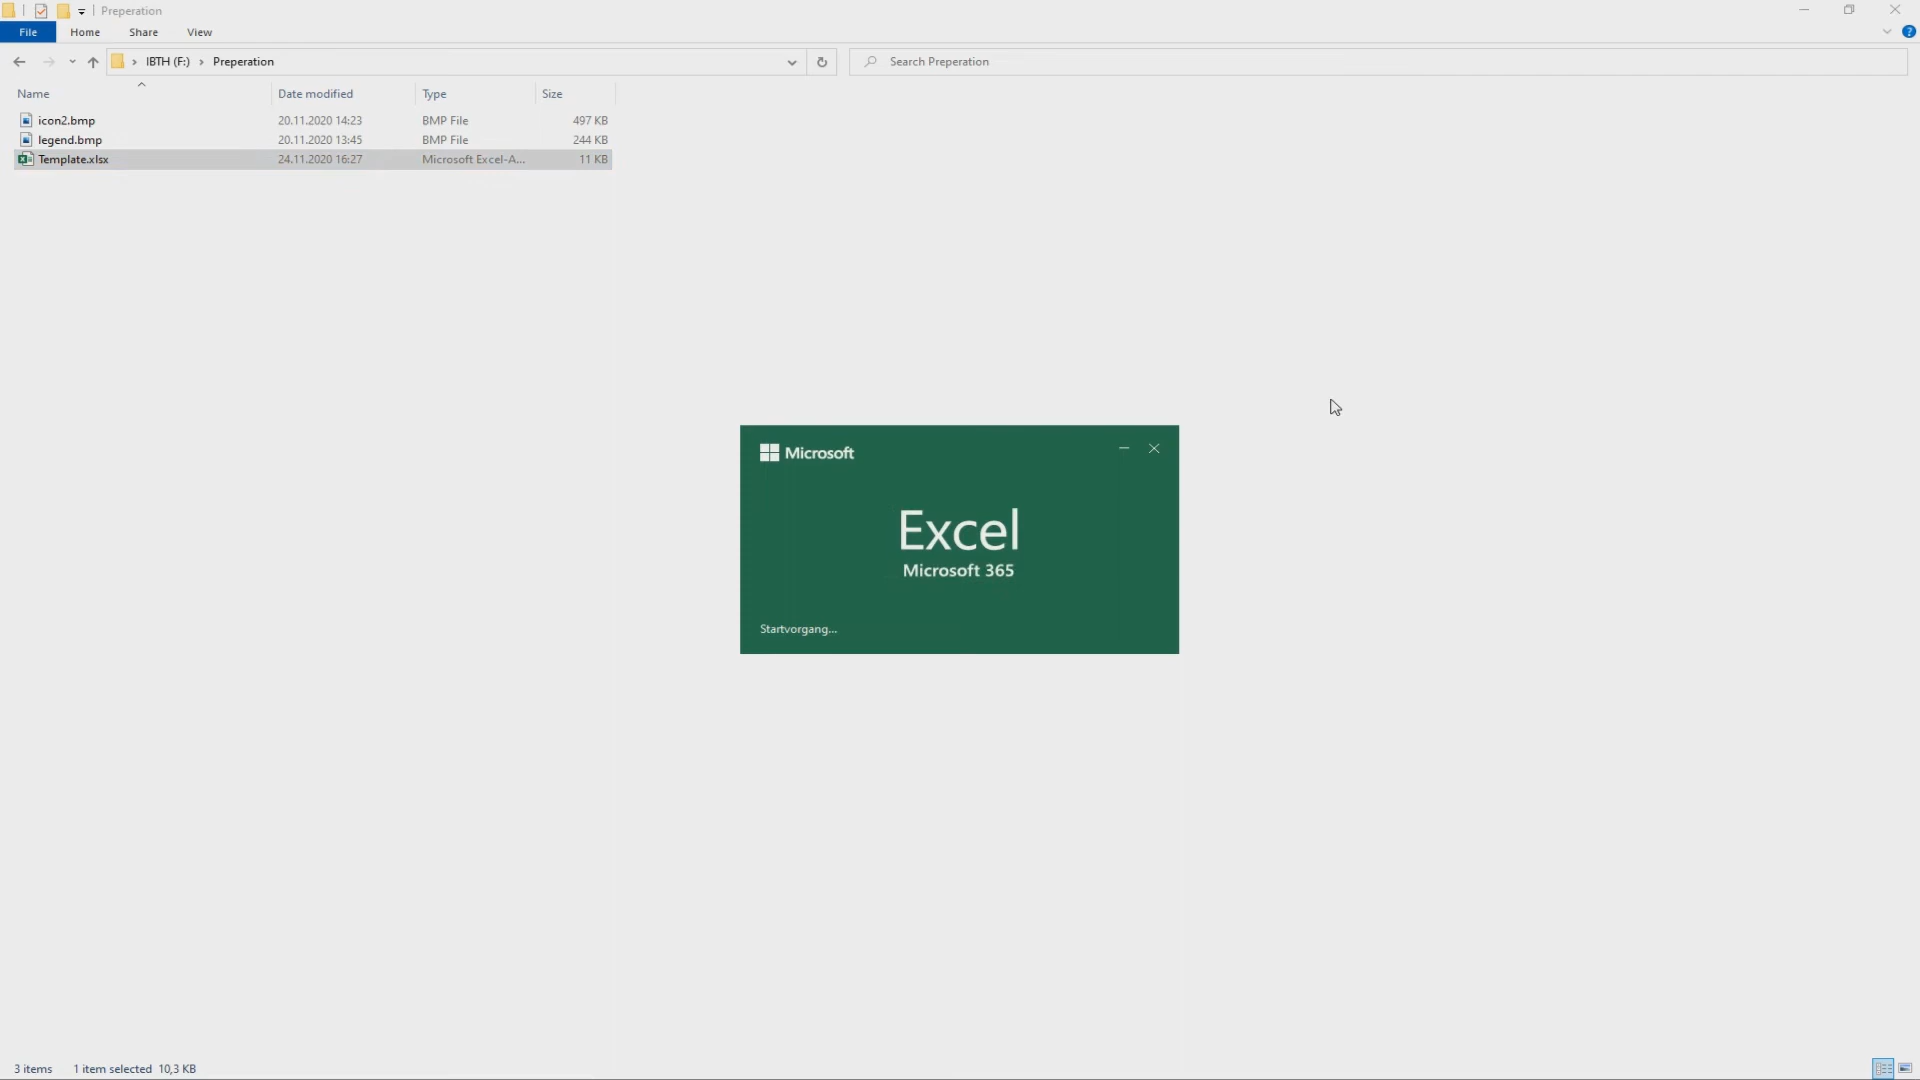 Preperation
File Home Share View
IBTH (F:) Preperation Search Preperation
Name Date modified Type Size
icon2.bmp 20.11.2020 14:23 BMP File 497 KB
legend.bmp 20.11.2020 13:45 BMP File 244 KB
Template.xlsx 24.11.2020 16:27 Microsoft Excel-A... 11 KB
Microsoft
Excel
Microsoft 365
Startvorgang...
3 items 1 item selected 10,3 KB